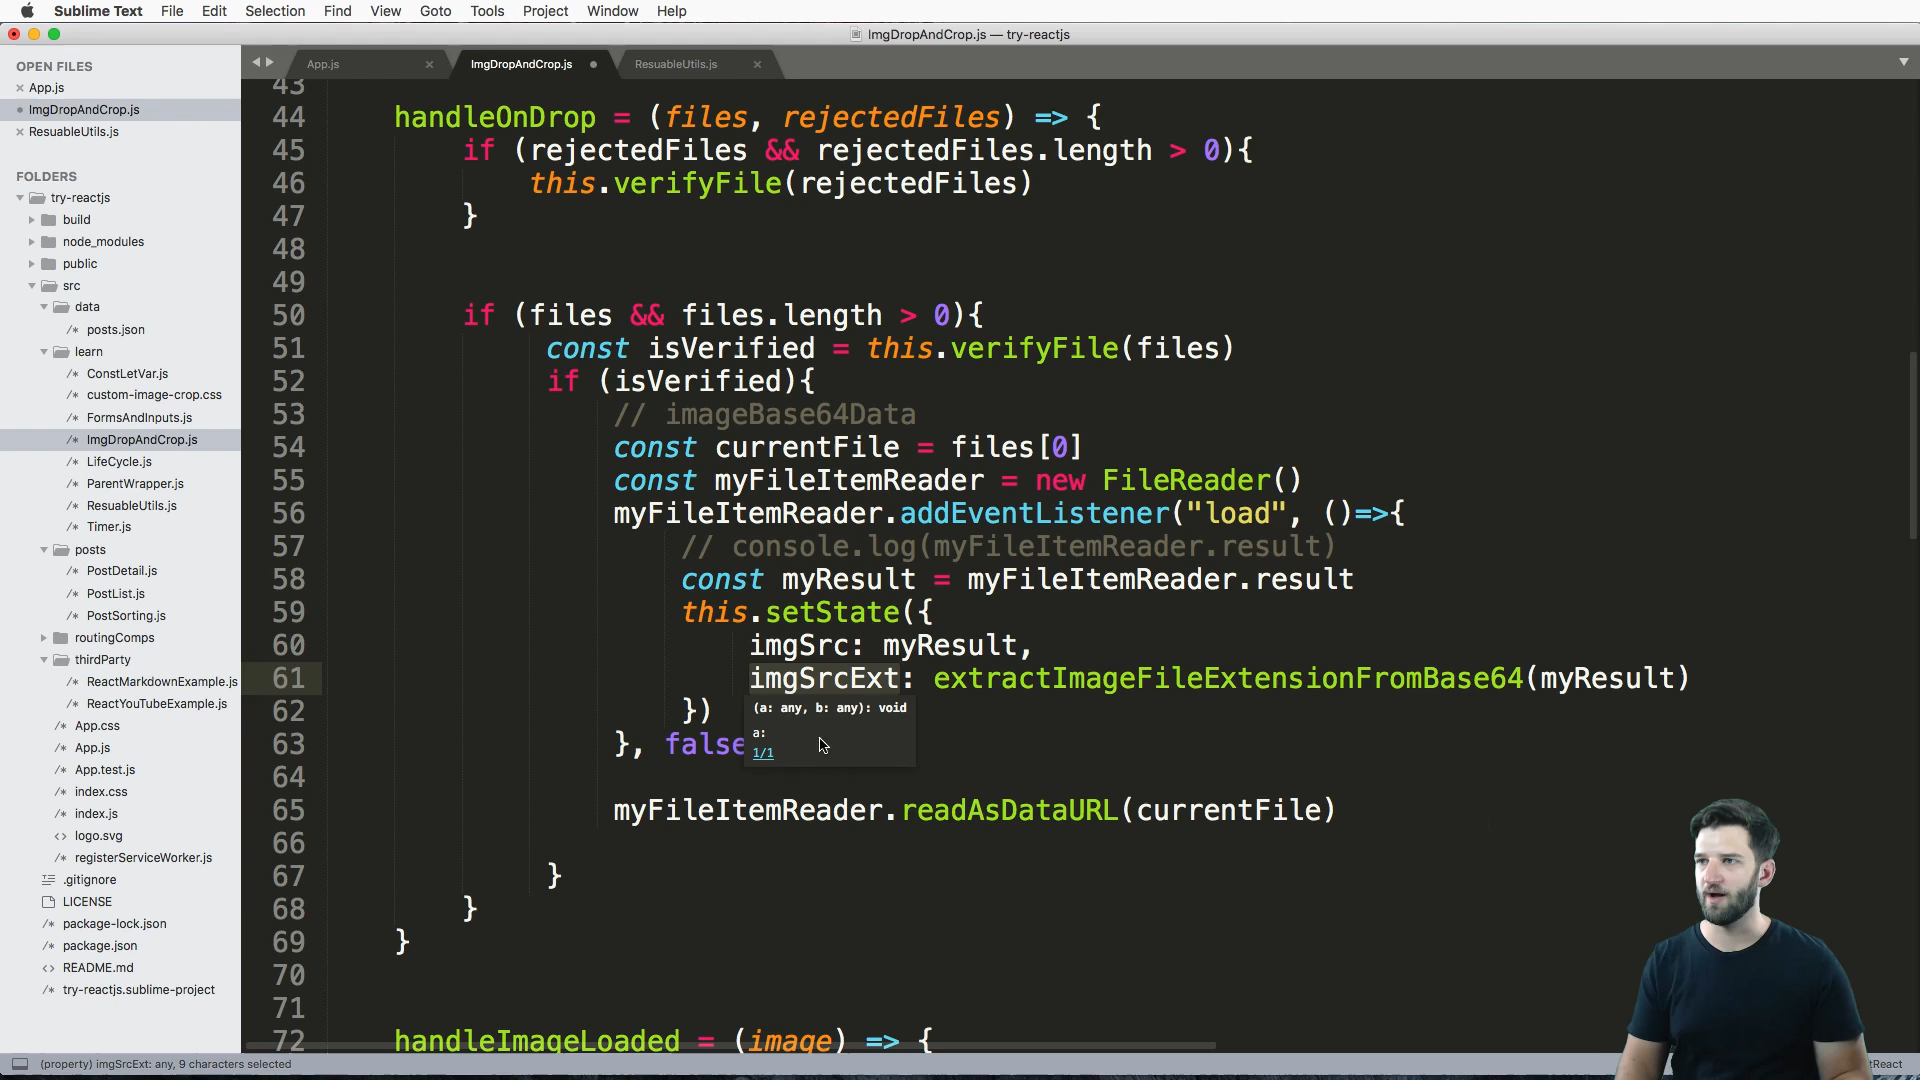 Sublime Text File Edit Selection Find View Goto Tools Project Window Help
ImgDropAndCrop.js — try-reactjs
OPEN FILES
App.js
ImgDropAndCrop.js
ResuableUtils.js
FOLDERS
try-reactjs
build
node_modules
public
src
data
/* posts.json
learn
/* ConstLetVar.js
/* custom-image-crop.css
/* FormsAndInputs.js
/* ImgDropAndCrop.js
/* LifeCycle.js
/* ParentWrapper.js
/* ResuableUtils.js
/* Timer.js
posts
/* PostDetail.js
/* PostList.js
/* PostSorting.js
routingComps
thirdParty
/* ReactMarkdownExample.js
/* ReactYouTubeExample.js
/* App.css
/* App.js
/* App.test.js
/* index.css
/* index.js
<> logo.svg
/* registerServiceWorker.js
.gitignore
LICENSE
package-lock.json
package.json
<> README.md
try-reactjs.sublime-project
App.js ImgDropAndCrop.js ResuableUtils.js
43
44 handleOnDrop = (files, rejectedFiles) => {
45 if (rejectedFiles && rejectedFiles.length > 0){
46 this.verifyFile(rejectedFiles)
47 }
48
49
50 if (files && files.length > 0){
51 const isVerified = this.verifyFile(files)
52 if (isVerified){
53 // imageBase64Data
54 const currentFile = files[0]
55 const myFileItemReader = new FileReader()
56 myFileItemReader.addEventListener("load", ()=>{
57 // console.log(myFileItemReader.result)
58 const myResult = myFileItemReader.result
59 this.setState({
60 imgSrc: myResult,
61 imgSrcExt: extractImageFileExtensionFromBase64(myResult)
62 })
(a: any, b: any): void
a:
1/1
63 }, false
64
65 myFileItemReader.readAsDataURL(currentFile)
66
67 }
68 }
69 }
70
71
72 handleImageLoaded = (image) => {
(property) imgSrcExt: any, 9 characters selected
tReact